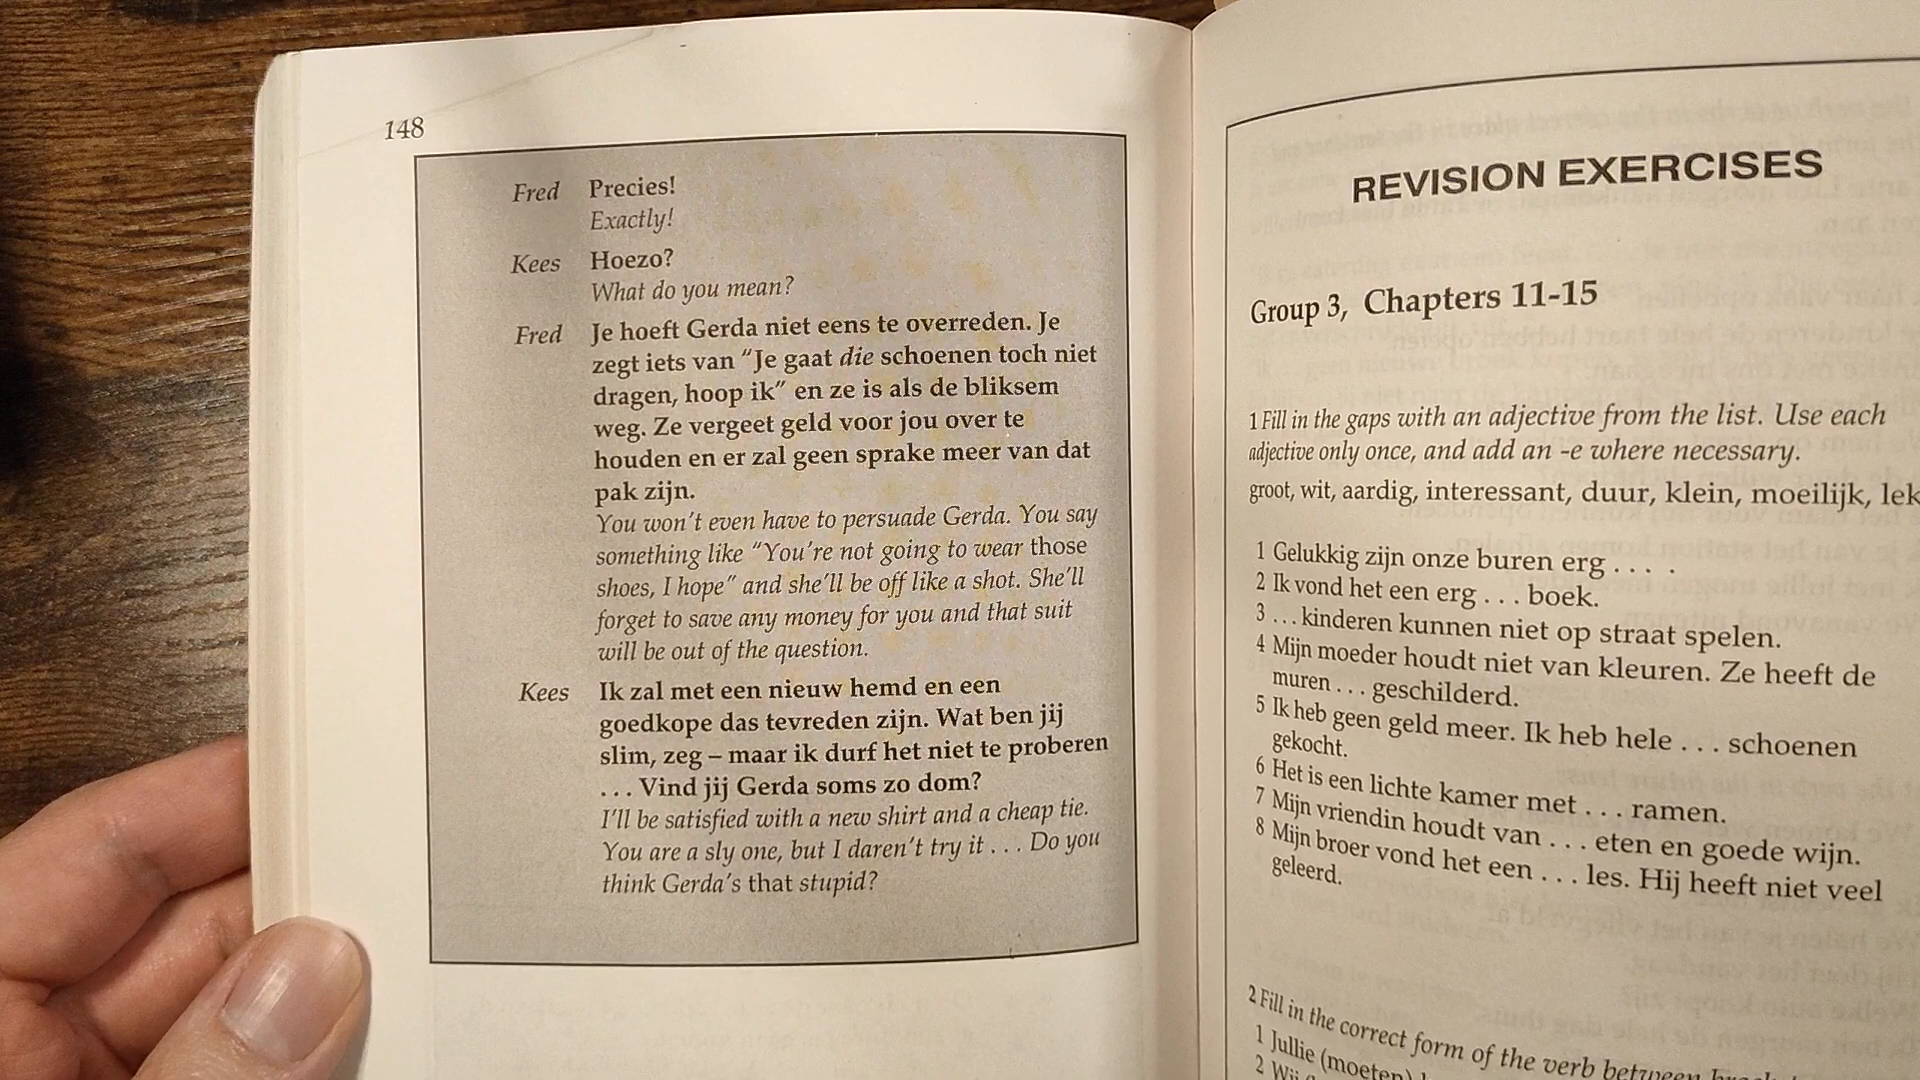 148
Fred Precies!
Exactly!
Kees Hoezo?
What do you mean?
Fred Je hoeft Gerda niet eens te overreden. Je
zegt iets van “Je gaat die schoenen toch niet
dragen, hoop ik” en ze is als de bliksem
weg. Ze vergeet geld voor jou over te
houden en er zal geen sprake meer van dat
pak zijn.
You won't even have to persuade Gerda. You say
something like “You're not going to wear those
shoes, I hope” and she'll be off like a shot. She'll
forget to save any money for you and that suit
will be out of the question.
Kees Ik zal met een nieuw hemd en een
goedkope das tevreden zijn. Wat ben jij
slim, zeg – maar ik durf het niet te proberen
. . . Vind jij Gerda soms zo dom?
I'll be satisfied with a new shirt and a cheap tie.
You are a sly one, but I daren't try it . . . Do you
think Gerda's that stupid?
REVISION EXERCISES
Group 3, Chapters 11-15
1 Fill in the gaps with an adjective from the list. Use each
adjective only once, and add an -e where necessary.
groot, wit, aardig, interessant, duur, klein, moeilijk, lek
1 Gelukkig zijn onze buren erg . . . .
2 Ik vond het een erg . . . boek.
3 . . . kinderen kunnen niet op straat spelen.
4 Mijn moeder houdt niet van kleuren. Ze heeft de
muren . . . geschilderd.
5 Ik heb geen geld meer. Ik heb hele . . . schoenen
gekocht.
6 Het is een lichte kamer met . . . ramen.
7 Mijn vriendin houdt van . . . eten en goede wijn.
8 Mijn broer vond het een . . . les. Hij heeft niet veel
geleerd.
2 Fill in the correct form of the verb between
1 Jullie (moeten)
2